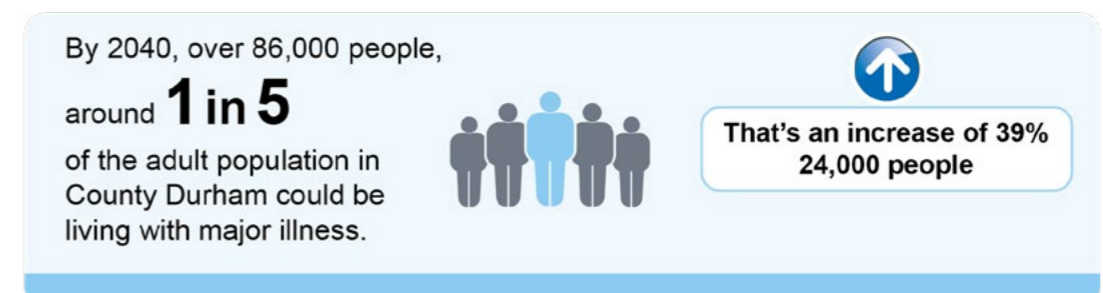 By 2040, over 86,000 people,
around 1 in 5
of the adult population in
County Durham could be
living with major illness.
That's an increase of 39%
24,000 people